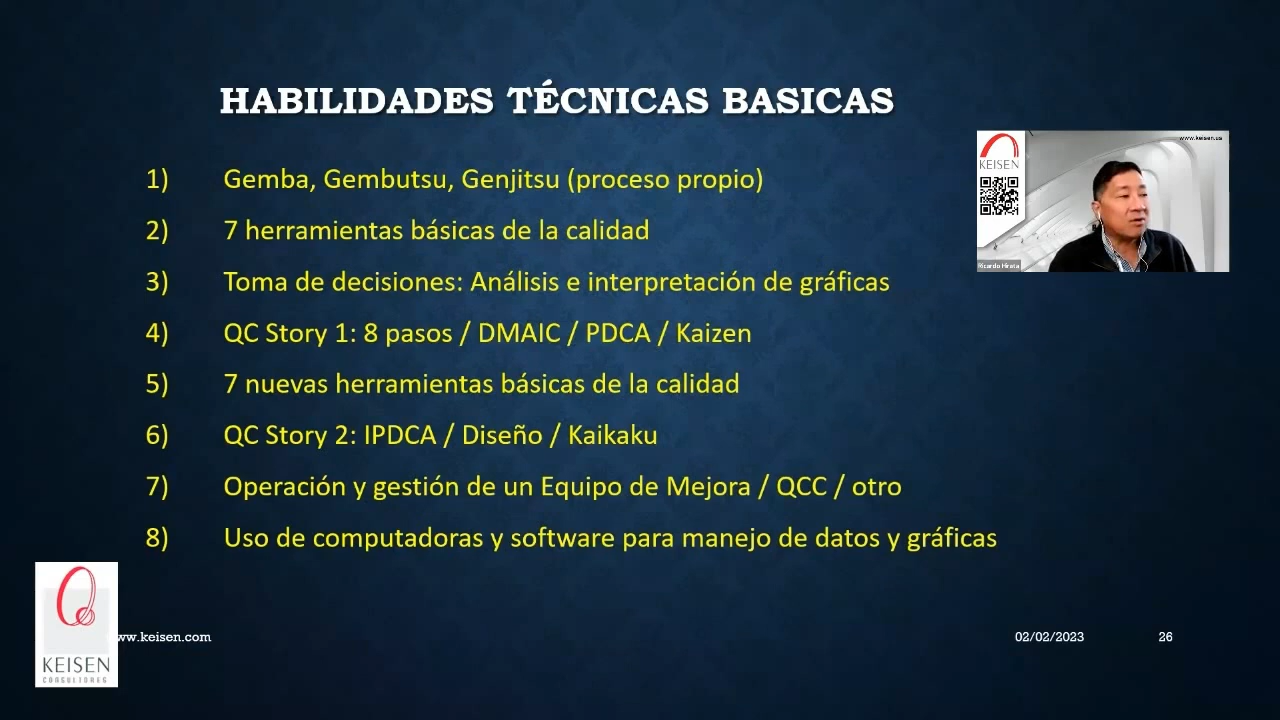 HABILIDADES TÉCNICAS BASICAS
www.keisen.us
KEISEN
1) Gemba, Gembutsu, Genjitsu (proceso propio)
2) 7 herramientas básicas de la calidad
Ricardo Hirata
3) Toma de decisiones: Análisis e interpretación de gráficas
4) QC Story 1: 8 pasos / DMAIC / PDCA / Kaizen
5) 7 nuevas herramientas básicas de la calidad
6) QC Story 2: IPDCA / Diseño / Kaikaku
7) Operación y gestión de un Equipo de Mejora / QCC / otro
8) Uso de computadoras y software para manejo de datos y gráficas
ww.keisen.com
02/02/2023
26
KEISEN
CONSULTORES